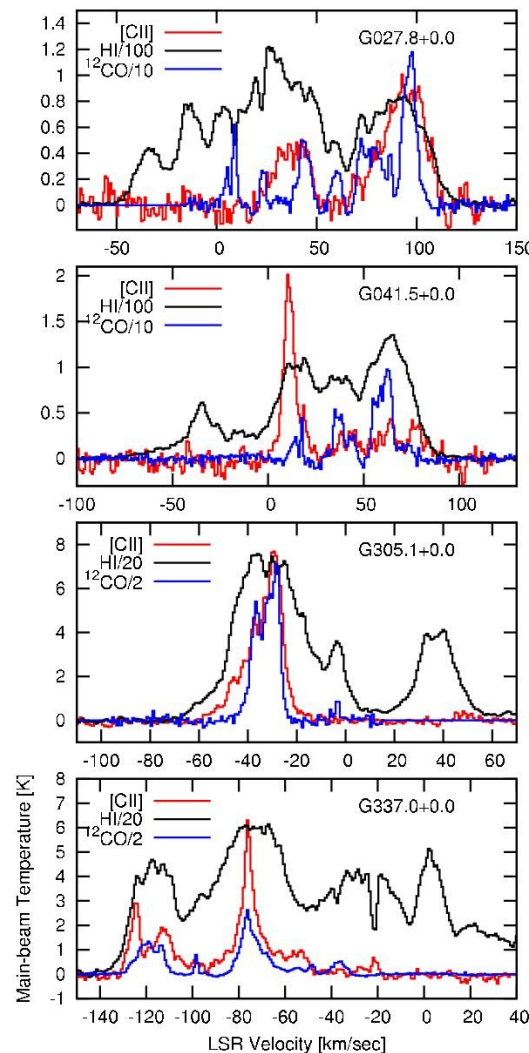 [CII]
HI/100
12CO/10
G027.8+0.0
1.4
1.2
1
0.8
0.6
0.4
0.2
0
-50 0 50 100 150
[CII]
HI/100
12CO/10
G041.5+0.0
2
1.5
1
0.5
0
-100 -50 0 50 100
[CII]
HI/20
12CO/2
G305.1+0.0
8
6
4
2
0
-100 -80 -60 -40 -20 0 20 40 60
Main-beam Temperature [K]
[CII]
HI/20
12CO/2
G337.0+0.0
8
7
6
5
4
3
2
1
0
-1
-140 -120 -100 -80 -60 -40 -20 0 20 40
LSR Velocity [km/sec]